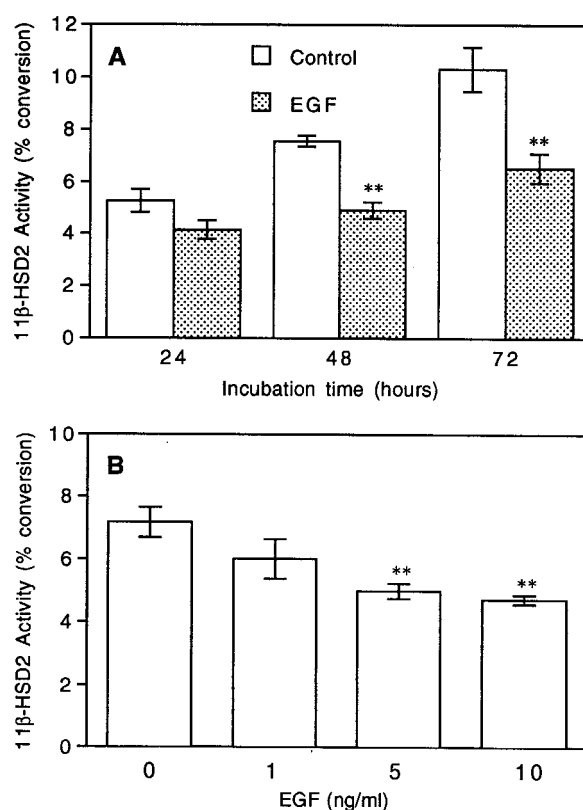 12
10
8
6
4
2
0
11β-HSD2 Activity (% conversion)
A
Control
EGF
**
**
24 48 72
Incubation time (hours)
10
8
6
4
2
0
11β-HSD2 Activity (% conversion)
B
** **
0 1 5 10
EGF (ng/ml)